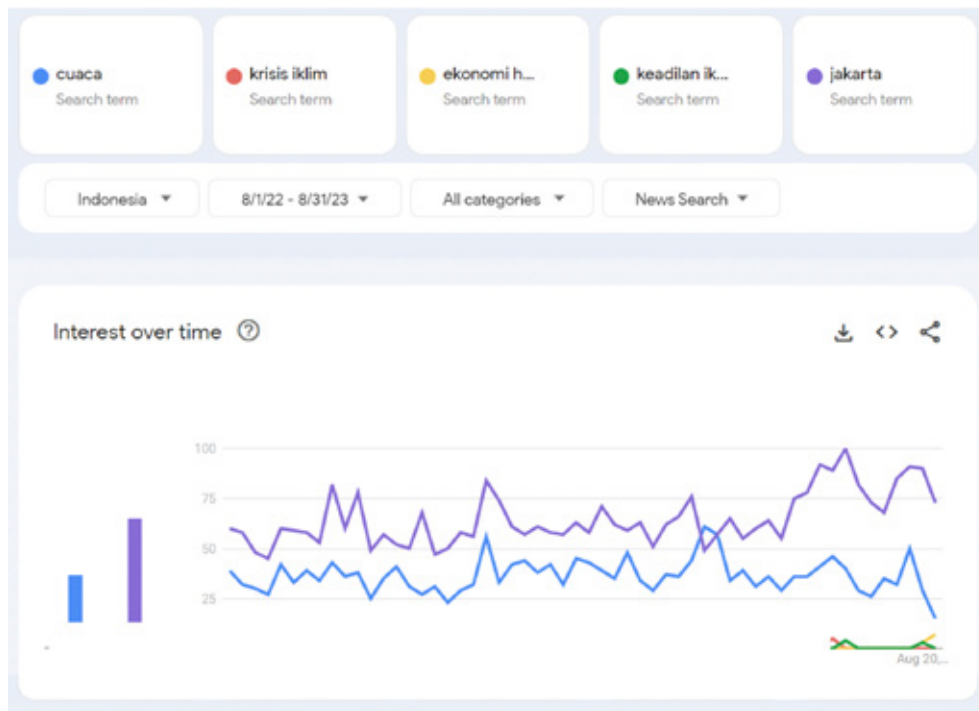 cuaca
Search term
krisis iklim
Search term
ekonomi h...
Search term
keadilan ik...
Search term
jakarta
Search term
Indonesia
8/1/22 - 8/31/23
All categories
News Search
Interest over time
100
75
50
25
Aug 20,...